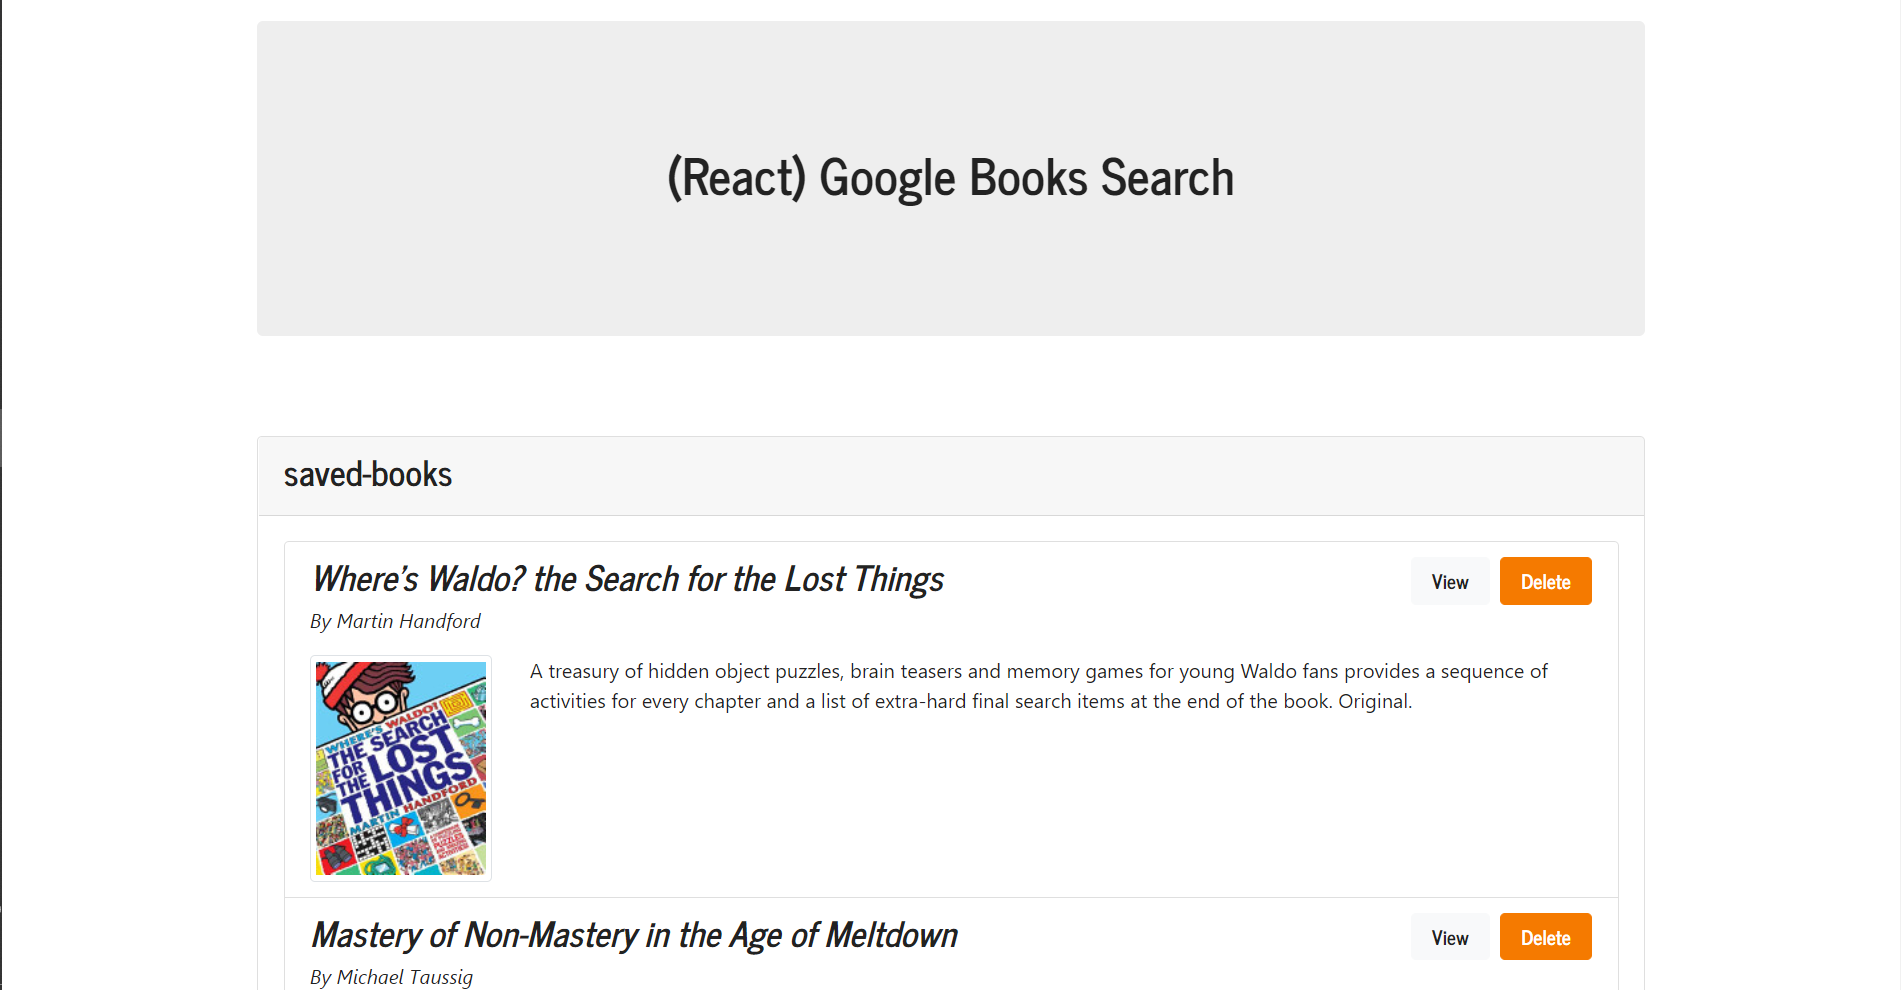 (React) Google Books Search
saved-books
Where's Waldo? the Search for the Lost Things
View
Delete
By Martin Handford
WHERE'S WALDO?
THE SEARCH
FOR
THE LOST
THINGS
MARTIN HANDFORD
A treasury of hidden object puzzles, brain teasers and memory games for young Waldo fans provides a sequence of
activities for every chapter and a list of extra-hard final search items at the end of the book. Original.
Mastery of Non-Mastery in the Age of Meltdown
View
Delete
By Michael Taussig